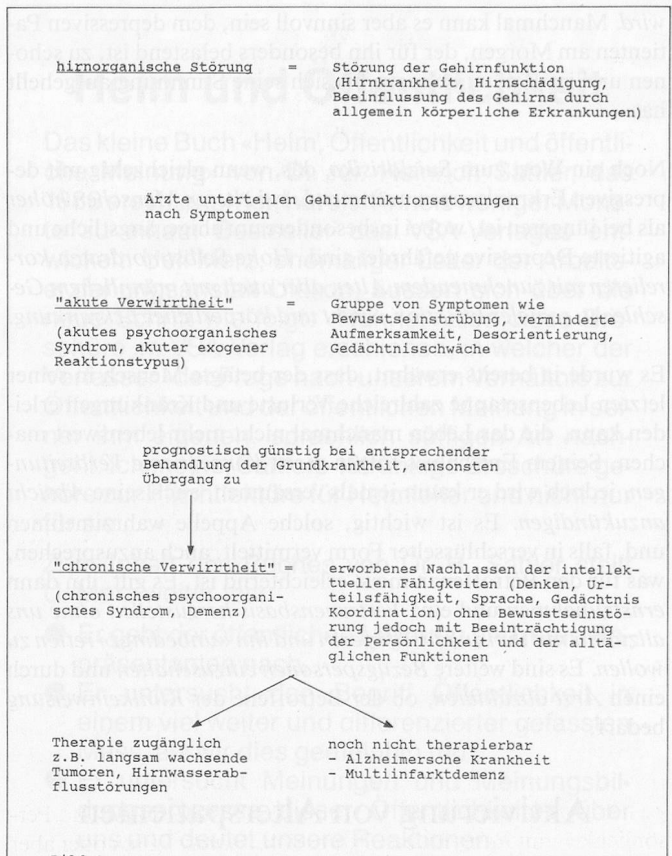 hirnorganische Störung = Störung der Gehirnfunktion
(Hirnkrankheit, Hirnschädigung,
Beeinflussung des Gehirns durch
allgemein körperliche Erkrankungen)
Ärzte unterteilen Gehirnfunktionsstörungen
nach Symptomen
"akute Verwirrtheit" = Gruppe von Symptomen wie
Bewusstseinstrübung, verminderte
Aufmerksamkeit, Desorientierung,
Gedächtnisschwäche
(akutes psychoorganisches
Syndrom, akuter exogener
Reaktionstypus)
prognostisch günstig bei entsprechender
Behandlung der Grundkrankheit, ansonsten
Übergang zu
"chronische Verwirrtheit" = erworbenes Nachlassen der intellek-
tuellen Fähigkeiten (Denken, Ur-
teilsfähigkeit, Sprache, Gedächtnis
Koordination) ohne Bewusstseinstö-
rung jedoch mit Beeinträchtigung
der Persönlichkeit und der alltä-
glichen Funktionen
(chronisches psychoorgani-
sches Syndrom, Demenz)
Therapie zugänglich
z.B. langsam wachsende
Tumoren, Hirnwasserab-
flusstörungen
noch nicht therapierbar
- Alzheimersche Krankheit
- Multiinfarktdemenz